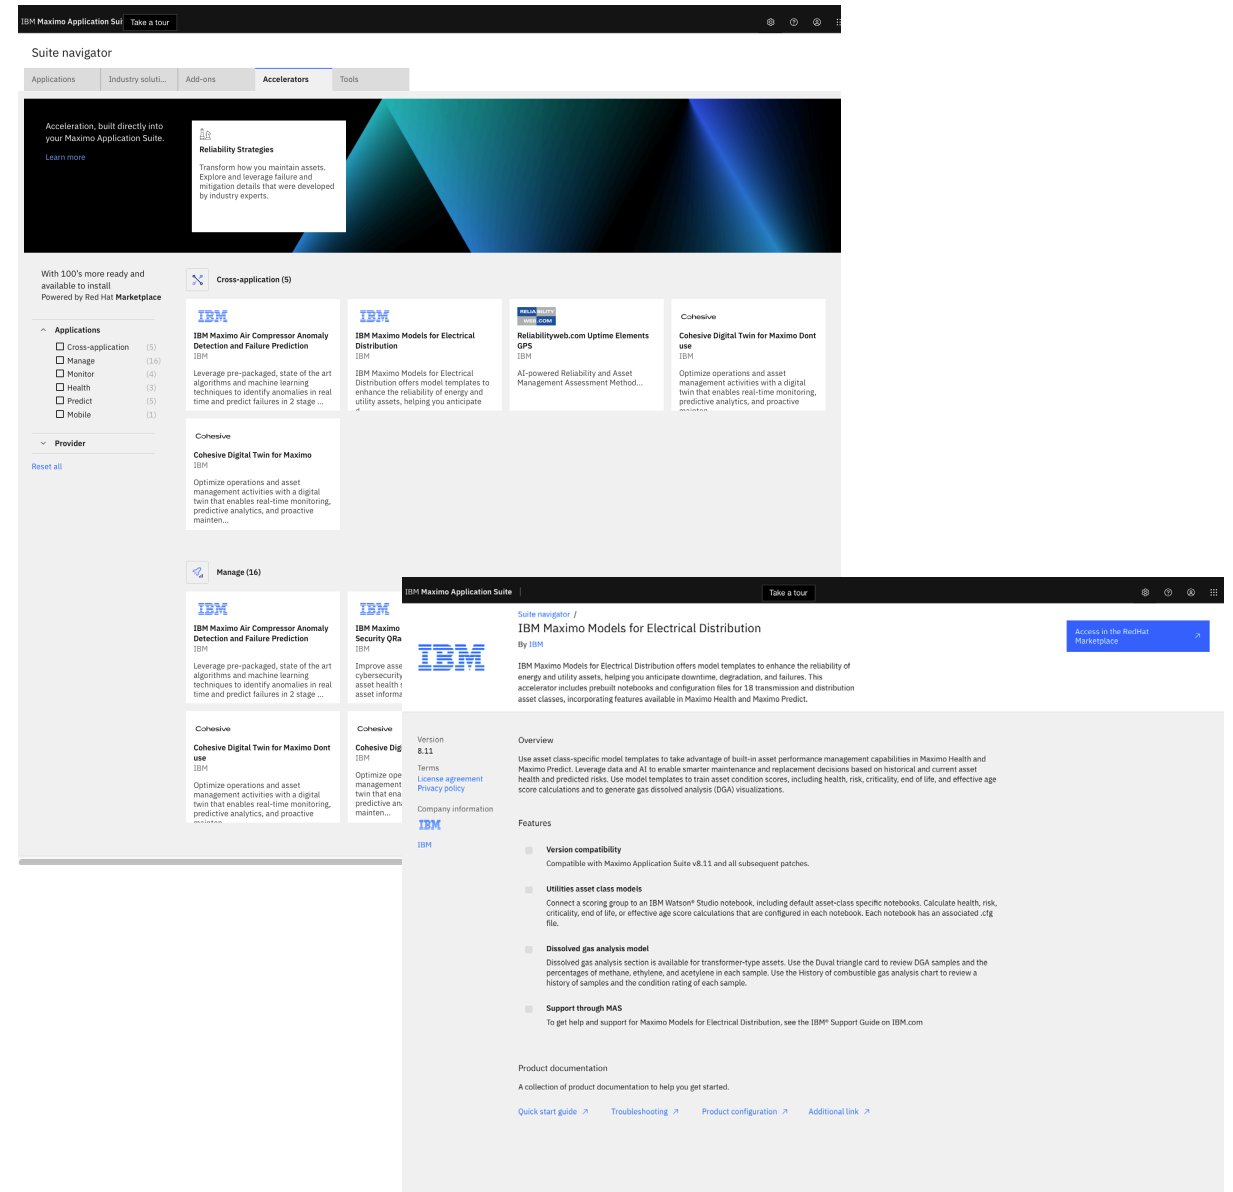 IBM Maximo Application Sui
Take a tour
Suite navigator
Applications
Industry soluti...
Add-ons
Accelerators
Tools
Acceleration, built directly into
your Maximo Application Suite.
Learn more
Reliability Strategies
Transform how you maintain assets.
Explore and leverage failure and
mitigation details that were developed
by industry experts.
With 100's more ready and
available to install
Powered by Red Hat Marketplace
Applications
Cross-application (5)
Manage (16)
Monitor (4)
Health (3)
Predict (5)
Mobile (1)
Provider
Reset all
Cross-application (5)
IBM
IBM Maximo Air Compressor Anomaly
Detection and Failure Prediction
IBM
Leverage pre-packaged, state of the art
algorithms and machine learning
techniques to identify anomalies in real
time and predict failures in 2 stage ...
IBM
IBM Maximo Models for Electrical
Distribution
IBM
IBM Maximo Models for Electrical
Distribution offers model templates to
enhance the reliability of energy and
utility assets, helping you anticipate
RELIABILITY
WEB.COM
Reliabilityweb.com Uptime Elements
GPS
IBM
AI-powered Reliability and Asset
Management Assessment Method...
Cohesive
Cohesive Digital Twin for Maximo Dont
use
IBM
Optimize operations and asset
management activities with a digital
twin that enables real-time monitoring,
predictive analytics, and proactive
mainten...
Cohesive
Cohesive Digital Twin for Maximo
IBM
Optimize operations and asset
management activities with a digital
twin that enables real-time monitoring,
predictive analytics, and proactive
mainten...
Manage (16)
IBM
IBM Maximo Air Compressor Anomaly
Detection and Failure Prediction
IBM
Leverage pre-packaged, state of the art
algorithms and machine learning
techniques to identify anomalies in real
time and predict failures in 2 stage ...
IBM
IBM Maximo
Security QRa
IBM
Improve asse
cybersecurity
asset health s
asset informa
Cohesive
Cohesive Digital Twin for Maximo Dont
use
IBM
Optimize operations and asset
management activities with a digital
twin that enables real-time monitoring,
predictive analytics, and proactive
mainten...
Cohesive
Cohesive Dig
IBM
Optimize ope
management
twin that ena
predictive ana
mainten...
IBM Maximo Application Suite
Take a tour
Suite navigator /
IBM Maximo Models for Electrical Distribution
By IBM
IBM
Access in the RedHat
Marketplace
IBM Maximo Models for Electrical Distribution offers model templates to enhance the reliability of
energy and utility assets, helping you anticipate downtime, degradation, and failures. This
accelerator includes prebuilt notebooks and configuration files for 18 transmission and distribution
asset classes, incorporating features available in Maximo Health and Maximo Predict.
Version
8.11
Terms
License agreement
Privacy policy
Company information
IBM
IBM
Overview
Use asset class-specific model templates to take advantage of built-in asset performance management capabilities in Maximo Health and
Maximo Predict. Leverage data and AI to enable smarter maintenance and replacement decisions based on historical and current asset
health and predicted risks. Use model templates to train asset condition scores, including health, risk, criticality, end of life, and effective age
score calculations and to generate gas dissolved analysis (DGA) visualizations.
Features
Version compatibility
Compatible with Maximo Application Suite v8.11 and all subsequent patches.
Utilities asset class models
Connect a scoring group to an IBM Watson® Studio notebook, including default asset-class specific notebooks. Calculate health, risk,
criticality, end of life, or effective age score calculations that are configured in each notebook. Each notebook has an associated .cfg
file.
Dissolved gas analysis model
Dissolved gas analysis section is available for transformer-type assets. Use the Duval triangle card to review DGA samples and the
percentages of methane, ethylene, and acetylene in each sample. Use the History of combustible gas analysis chart to review a
history of samples and the condition rating of each sample.
Support through MAS
To get help and support for Maximo Models for Electrical Distribution, see the IBM® Support Guide on IBM.com
Product documentation
A collection of product documentation to help you get started.
Quick start guide
Troubleshooting
Product configuration
Additional link